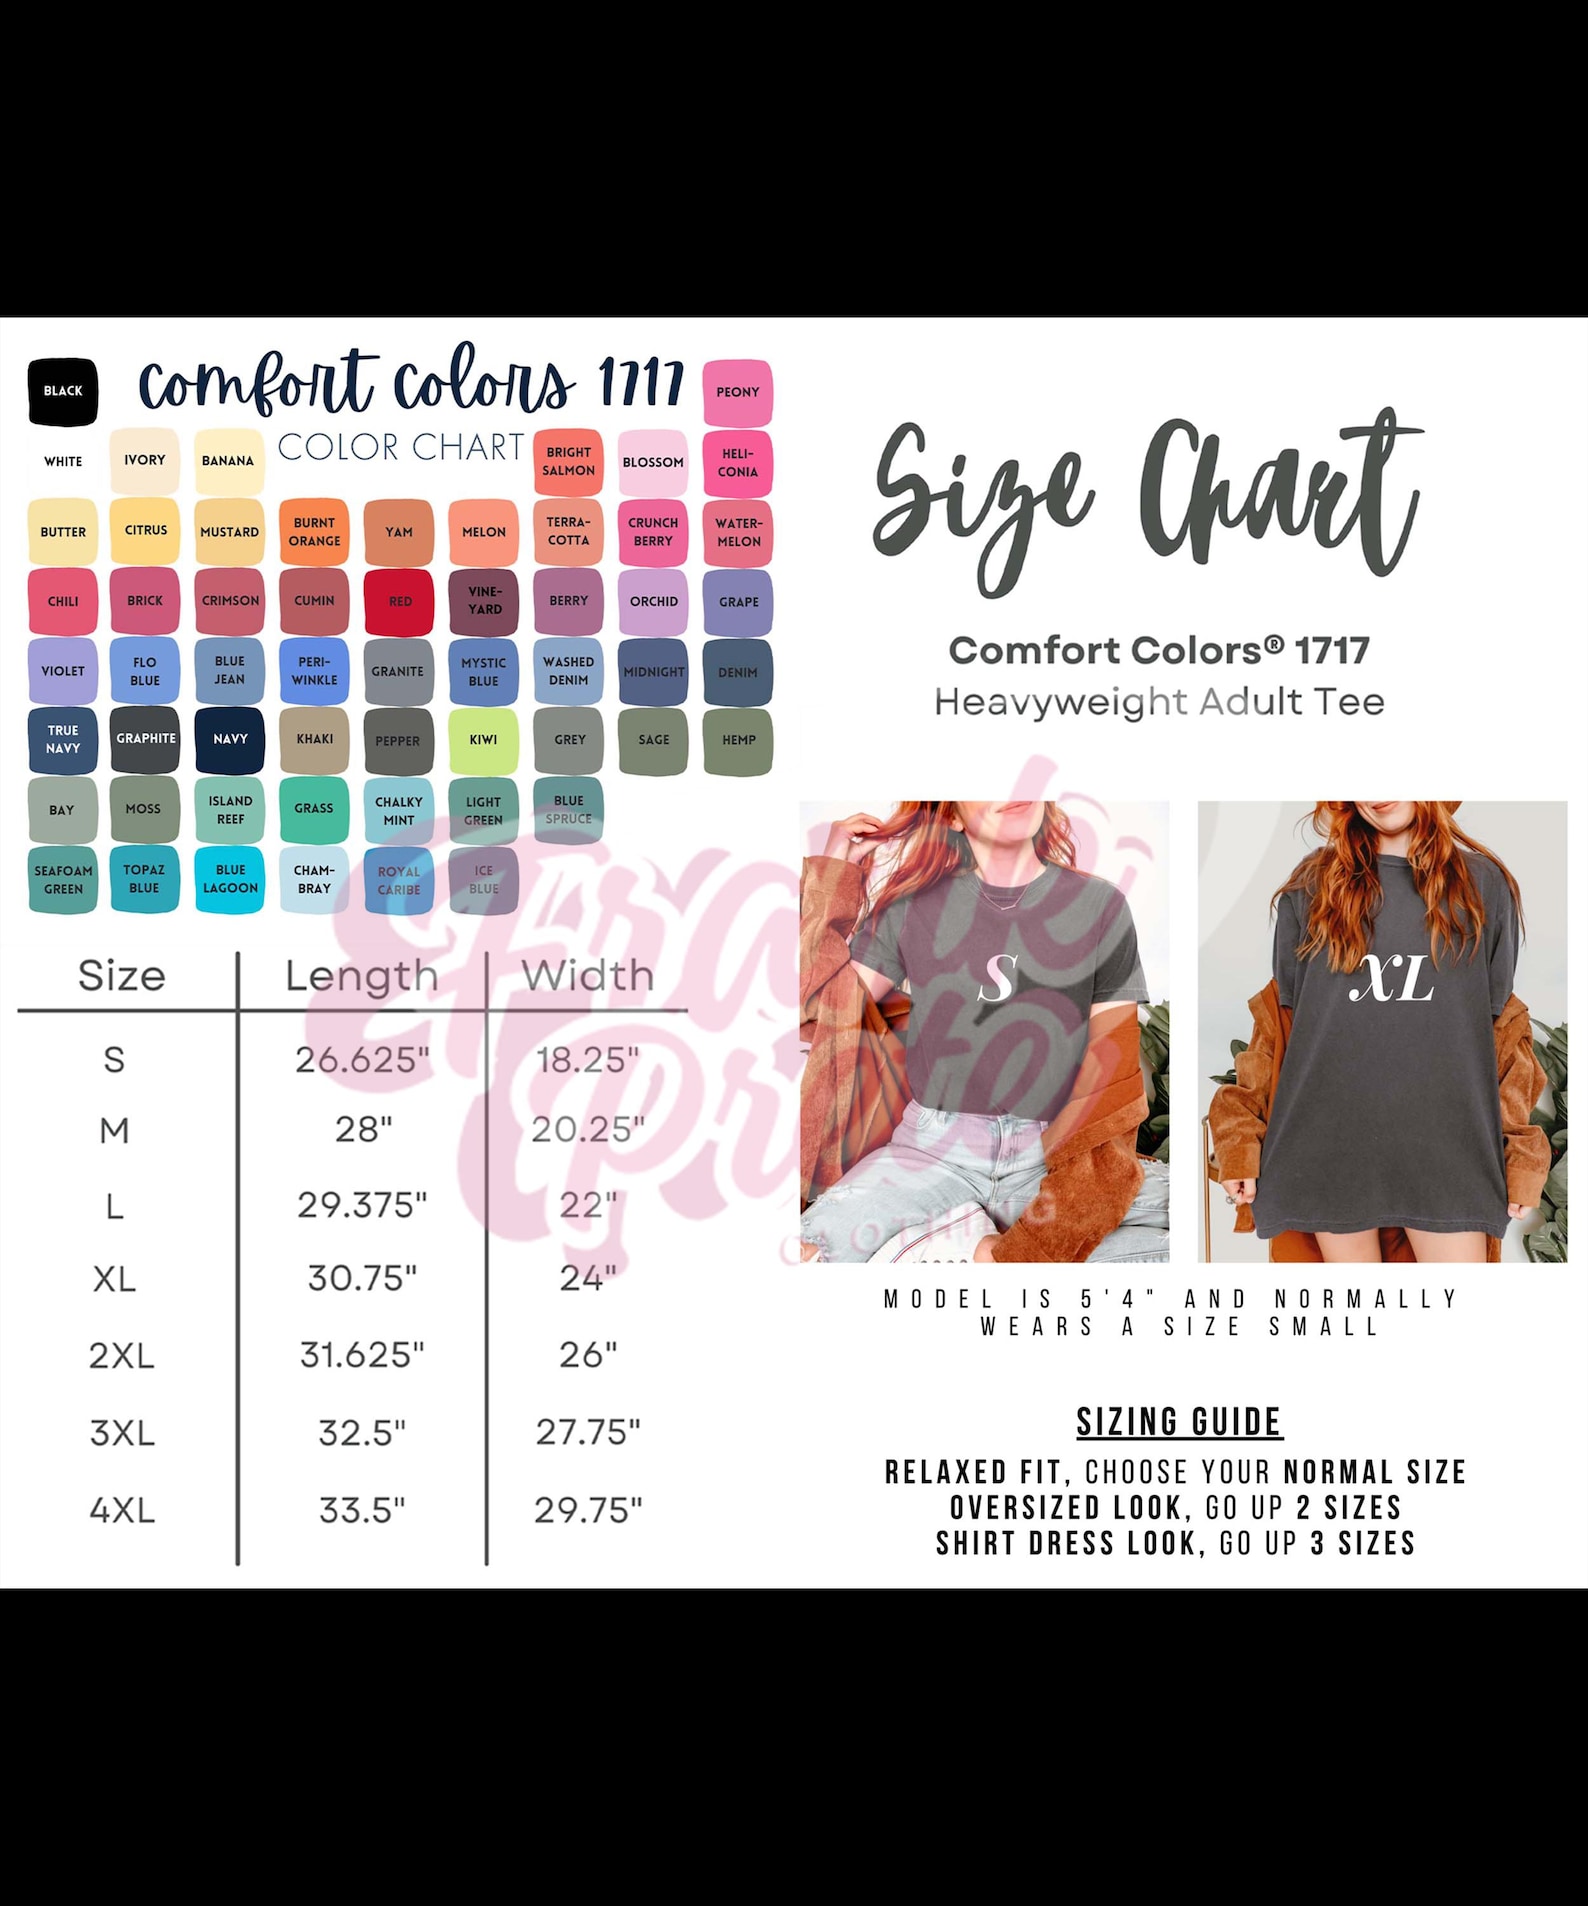 comfort colors 1717
COLOR CHART
BLACK
PEONY
WHITE
IVORY
BANANA
BRIGHT
SALMON
BLOSSOM
HELI-
CONIA
BUTTER
CITRUS
MUSTARD
BURNT
ORANGE
YAM
MELON
TERRA-
COTTA
CRUNCH
BERRY
WATER-
MELON
CHILI
BRICK
CRIMSON
CUMIN
RED
VINE-
YARD
BERRY
ORCHID
GRAPE
VIOLET
FLO
BLUE
BLUE
JEAN
PERI-
WINKLE
GRANITE
MYSTIC
BLUE
WASHED
DENIM
MIDNIGHT
DENIM
TRUE
NAVY
GRAPHITE
NAVY
KHAKI
PEPPER
KIWI
GREY
SAGE
HEMP
BAY
MOSS
ISLAND
REEF
GRASS
CHALKY
MINT
LIGHT
GREEN
BLUE
SPRUCE
SEAFOAM
GREEN
TOPAZ
BLUE
BLUE
LAGOON
CHAM-
BRAY
ROYAL
CARIBE
ICE
BLUE
Size Length Width
S 26.625" 18.25"
M 28" 20.25"
L 29.375" 22"
XL 30.75" 24"
2XL 31.625" 26"
3XL 32.5" 27.75"
4XL 33.5" 29.75"
Size Chart
Comfort Colors® 1717
Heavyweight Adult Tee
S
XL
MODEL IS 5'4" AND NORMALLY
WEARS A SIZE SMALL
SIZING GUIDE
RELAXED FIT, CHOOSE YOUR NORMAL SIZE
OVERSIZED LOOK, GO UP 2 SIZES
SHIRT DRESS LOOK, GO UP 3 SIZES
CLOTHING